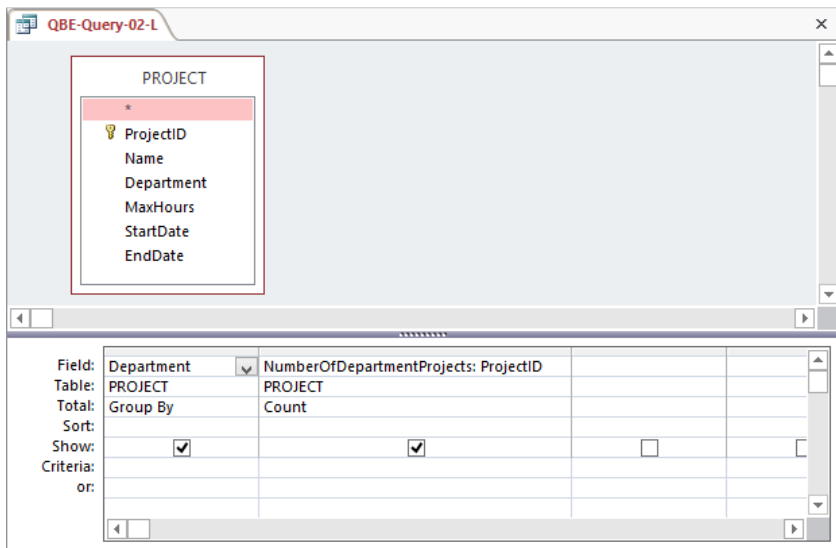 QBE-Query-02-L
PROJECT
*
ProjectID
Name
Department
MaxHours
StartDate
EndDate
Field: Department NumberOfDepartmentProjects: ProjectID
Table: PROJECT PROJECT
Total: Group By Count
Sort:
Show:
Criteria:
or: